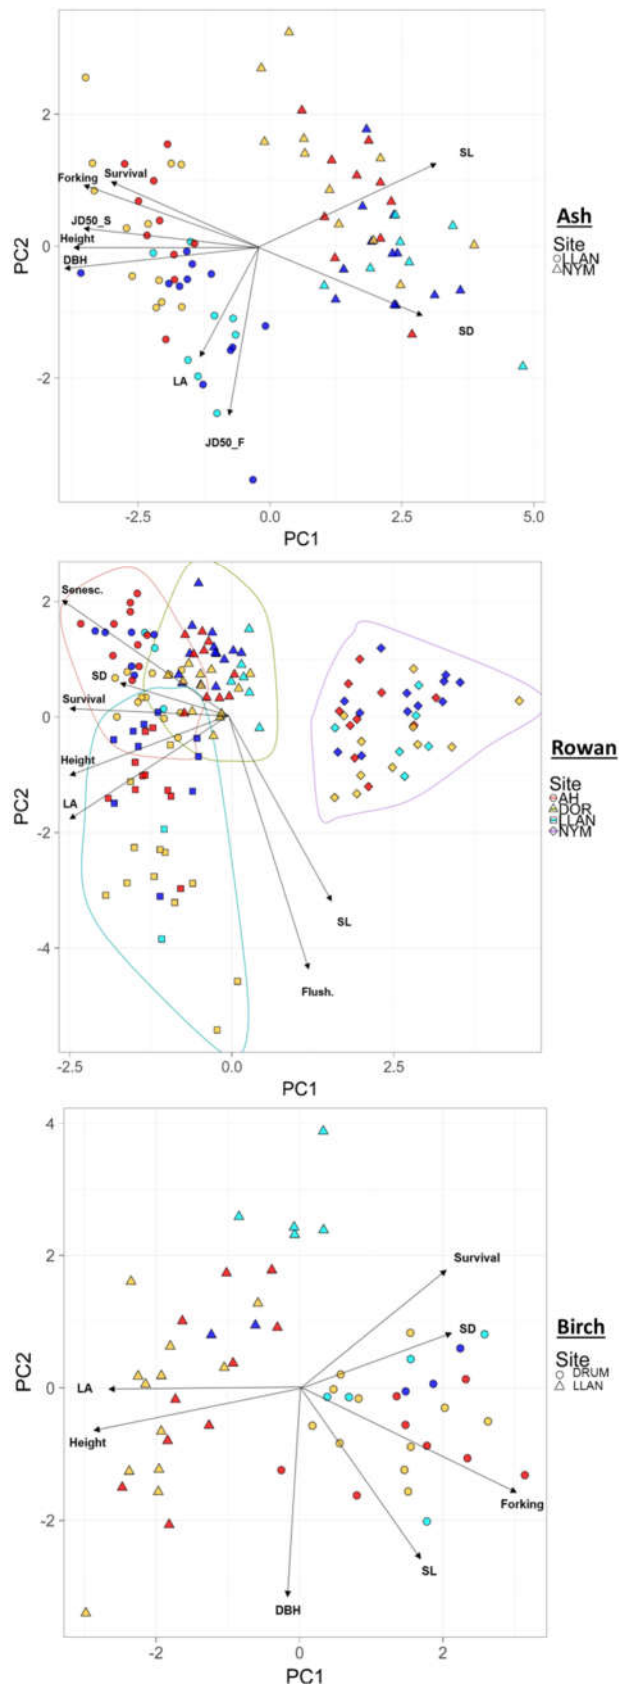 2
0
-2
PC2
-2.5
0.0
2.5
5.0
PC1
Forking
Survival
JD50_S
Height
DBH
LA
JD50_F
SL
SD
Ash
Site
LLAN
NYM
2
0
-2
-4
PC2
-2.5
0.0
2.5
PC1
Senesc.
SD
Survival
Height
LA
SL
Flush.
Rowan
Site
AH
DOR
LLAN
NYM
4
2
0
-2
PC2
-2
0
2
PC1
Survival
SD
LA
Height
Forking
SL
DBH
Birch
Site
DRUM
LLAN